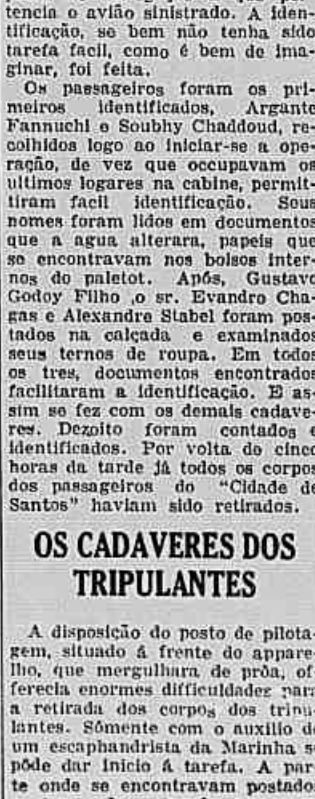 tencia o avião sinistrado. A iden-
tificação, se bem não tenha sido
tarefa facil, como é bem de ima-
ginar, foi feita.
Os passageiros foram os pri-
meiros identificados, Argante
Fannuchi e Soubhy Chaddoud, re-
colhidos logo ao iniciar-se a ope-
ração, de vez que occupavam os
ultimos logares na cabine, permit-
tiram facil identificação. Seus
nomes foram lidos em documentos
que a agua alterara, papeis que
se encontravam nos bolsos inter-
nos do paletot. Após, Gustavo
Godoy Filho ,o sr. Evandro Cha-
gas e Alexandre Stabel foram pos-
tados na calçada e examinados
seus ternos de roupa. Em todos
os tres, documentos encontrados
facilitaram a identificação. E as-
sim se fez com os demais cadave-
res. Dezoito foram contados e
identificados. Por volta de cinco
horas da tarde já todos os corpos
dos passageiros do "Cidade de
Santos" haviam sido retirados.
OS CADAVERES DOS
TRIPULANTES
A disposição do posto de pilota-
gem, situado á frente do appare-
lho, que mergulhara de prôa, of-
ferecia enormes difficuldades para
a retirada dos corpos dos tripu-
lantes. Sómente com o auxilio de
um escaphandrista da Marinha s
pôde dar inicio á tarefa. A par-
te onde se encontravam postados